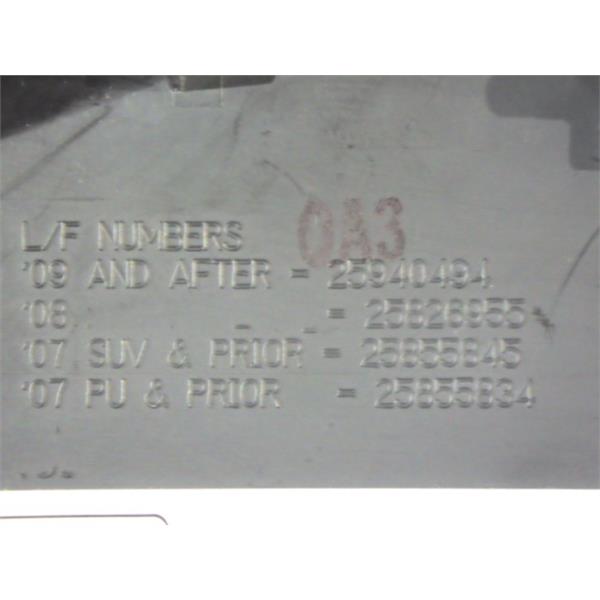 L/F NUMBERS 0A3
'09 AND AFTER = 25940494
'08 = 25826955
'07 SUV & PRIOR = 25855845
'07 PU & PRIOR = 25855834